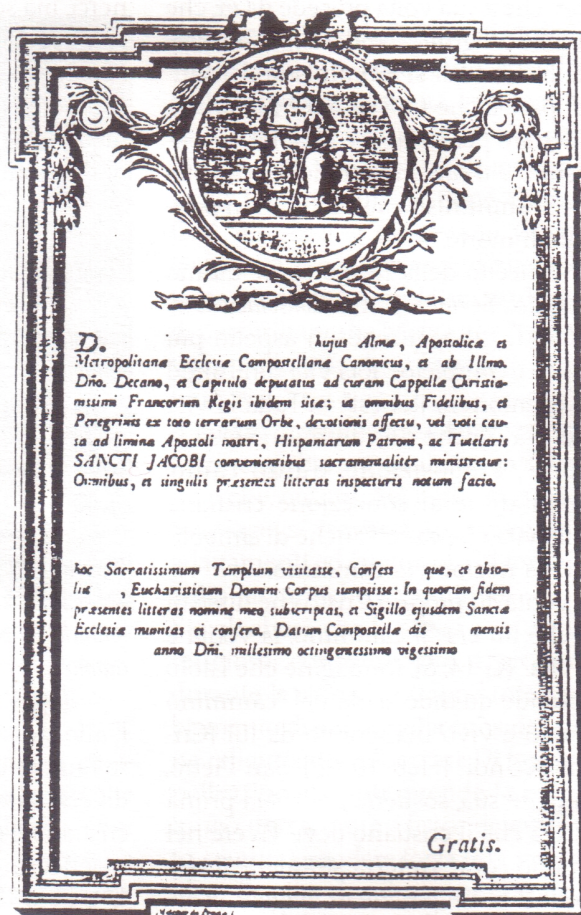 D. hujus Almæ, Apostolicæ et
Metropolitanæ Ecclesiæ Compostellanæ Canonicus, et ab Illmo.
Dño. Decano, et Capitulo deputatus ad curam Cappellæ Christia-
nissimi Francorum Regis ibidem sitæ; ut omnibus Fidelibus, et
Peregrinis ex toto terrarum Orbe, devotionis affectu, vel voti cau-
sa ad limina Apostoli nostri, Hispaniarum Patroni, ac Tutelaris
SANCTI JACOBI convenientibus sacramentalitèr ministretur:
Omnibus, et singulis præsentes litteras inspecturis notum facio.
hoc Sacratissimum Templum visitasse: Confess que, et abso-
lut , Eucharisticum Domini Corpus sumpsisse: In quorum fidem
præsentes litteras nomine meo subscriptas, et Sigillo ejusdem Sanctæ
Ecclesiæ munitas ei confero. Datum Compostellæ die mensis
anno Dñi. millesimo octingentessimo vigessimo
Gratis.